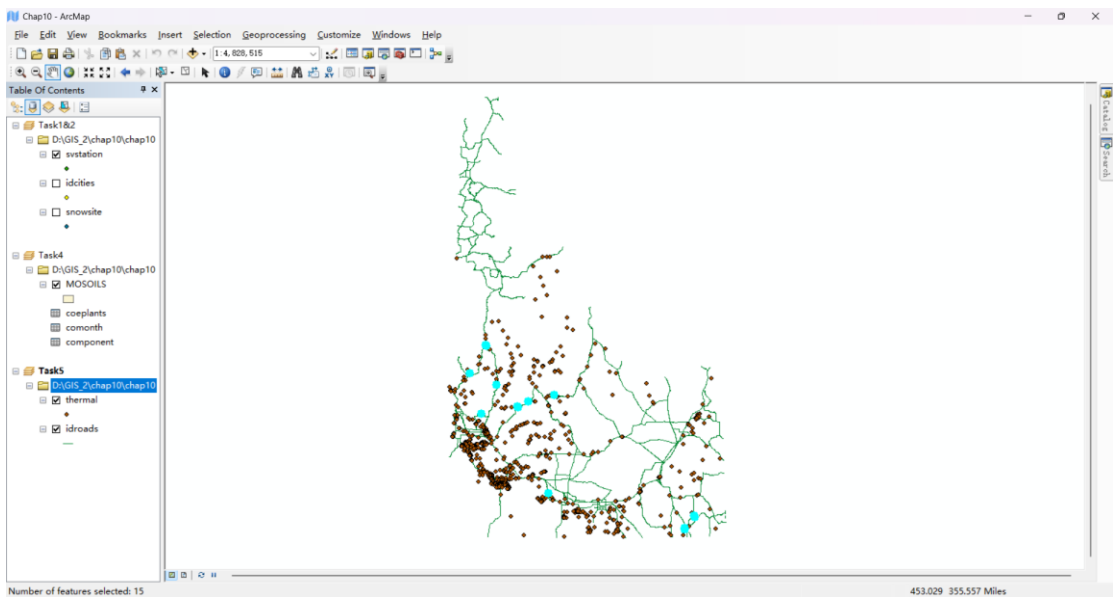 Chap10 - ArcMap
File Edit View Bookmarks Insert Selection Geoprocessing Customize Windows Help
1:4,828,515
Table Of Contents
Task1&2
D:\GIS_2\chap10\chap10
svstation
idcities
snowsite
Task4
D:\GIS_2\chap10\chap10
MOSOILS
coeplants
comonth
component
Task5
D:\GIS_2\chap10\chap10
thermal
idroads
Catalog
Search
Number of features selected: 15
453.029 355.557 Miles